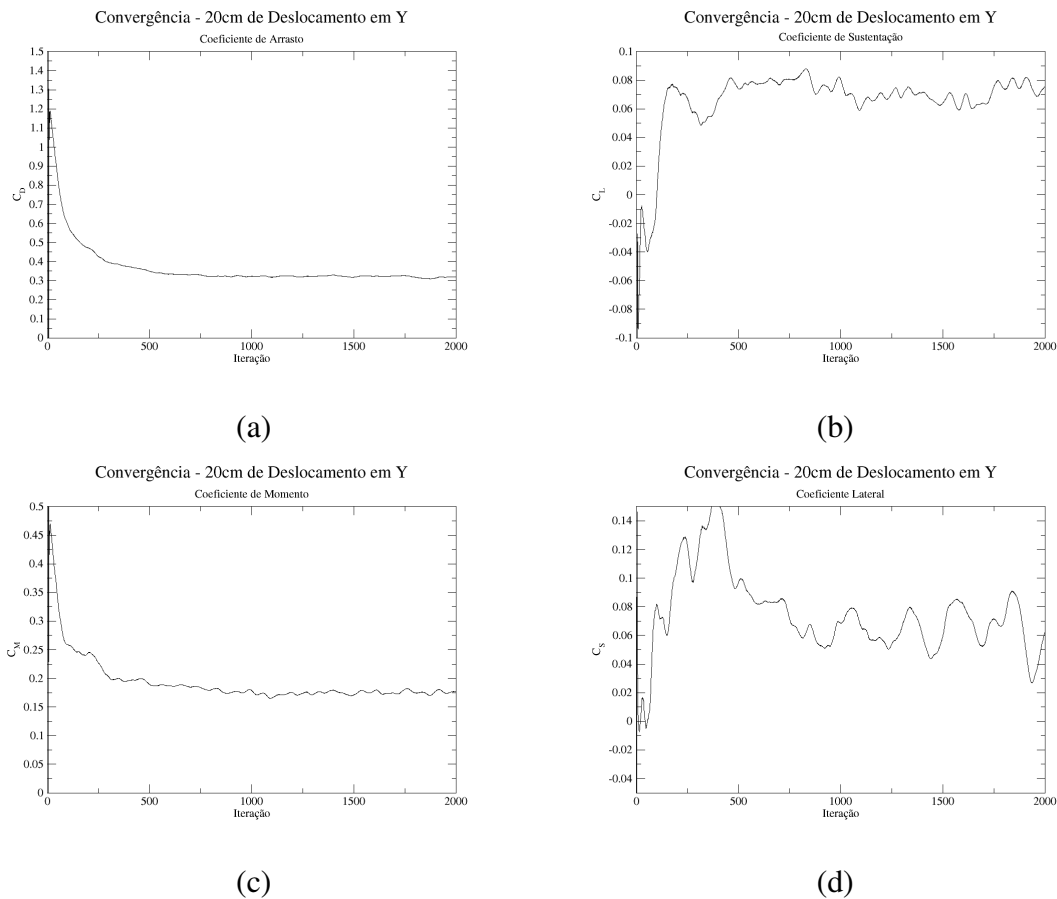 Convergência - 20cm de Deslocamento em Y
Coeficiente de Arrasto
1.5
1.4
1.3
1.2
1.1
1
0.9
0.8
0.7
0.6
0.5
0.4
0.3
0.2
0.1
0
C_D
0 500 1000 1500 2000
Iteração
(a)
Convergência - 20cm de Deslocamento em Y
Coeficiente de Sustentação
0.1
0.08
0.06
0.04
0.02
0
-0.02
-0.04
-0.06
-0.08
-0.1
C_L
0 500 1000 1500 2000
Iteração
(b)
Convergência - 20cm de Deslocamento em Y
Coeficiente de Momento
0.5
0.45
0.4
0.35
0.3
0.25
0.2
0.15
0.1
0.05
0
C_M
0 500 1000 1500 2000
Iteração
(c)
Convergência - 20cm de Deslocamento em Y
Coeficiente Lateral
0.14
0.12
0.1
0.08
0.06
0.04
0.02
0
-0.02
-0.04
C_S
0 500 1000 1500 2000
Iteração
(d)